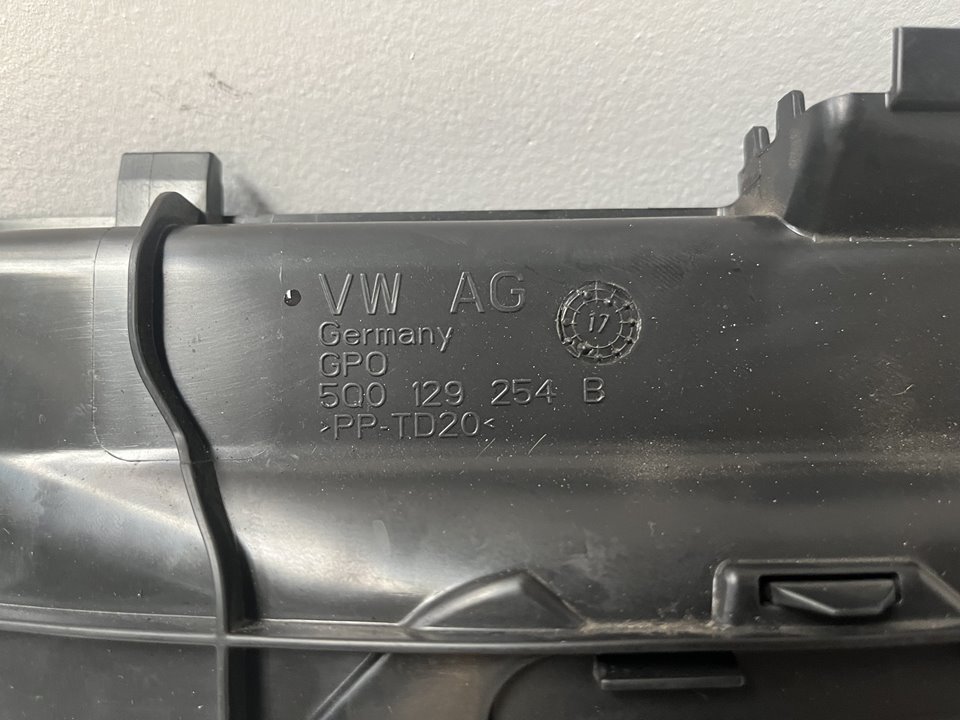 VW AG
Germany
GPO
5Q0 129 254 B
>PP-TD20<
17